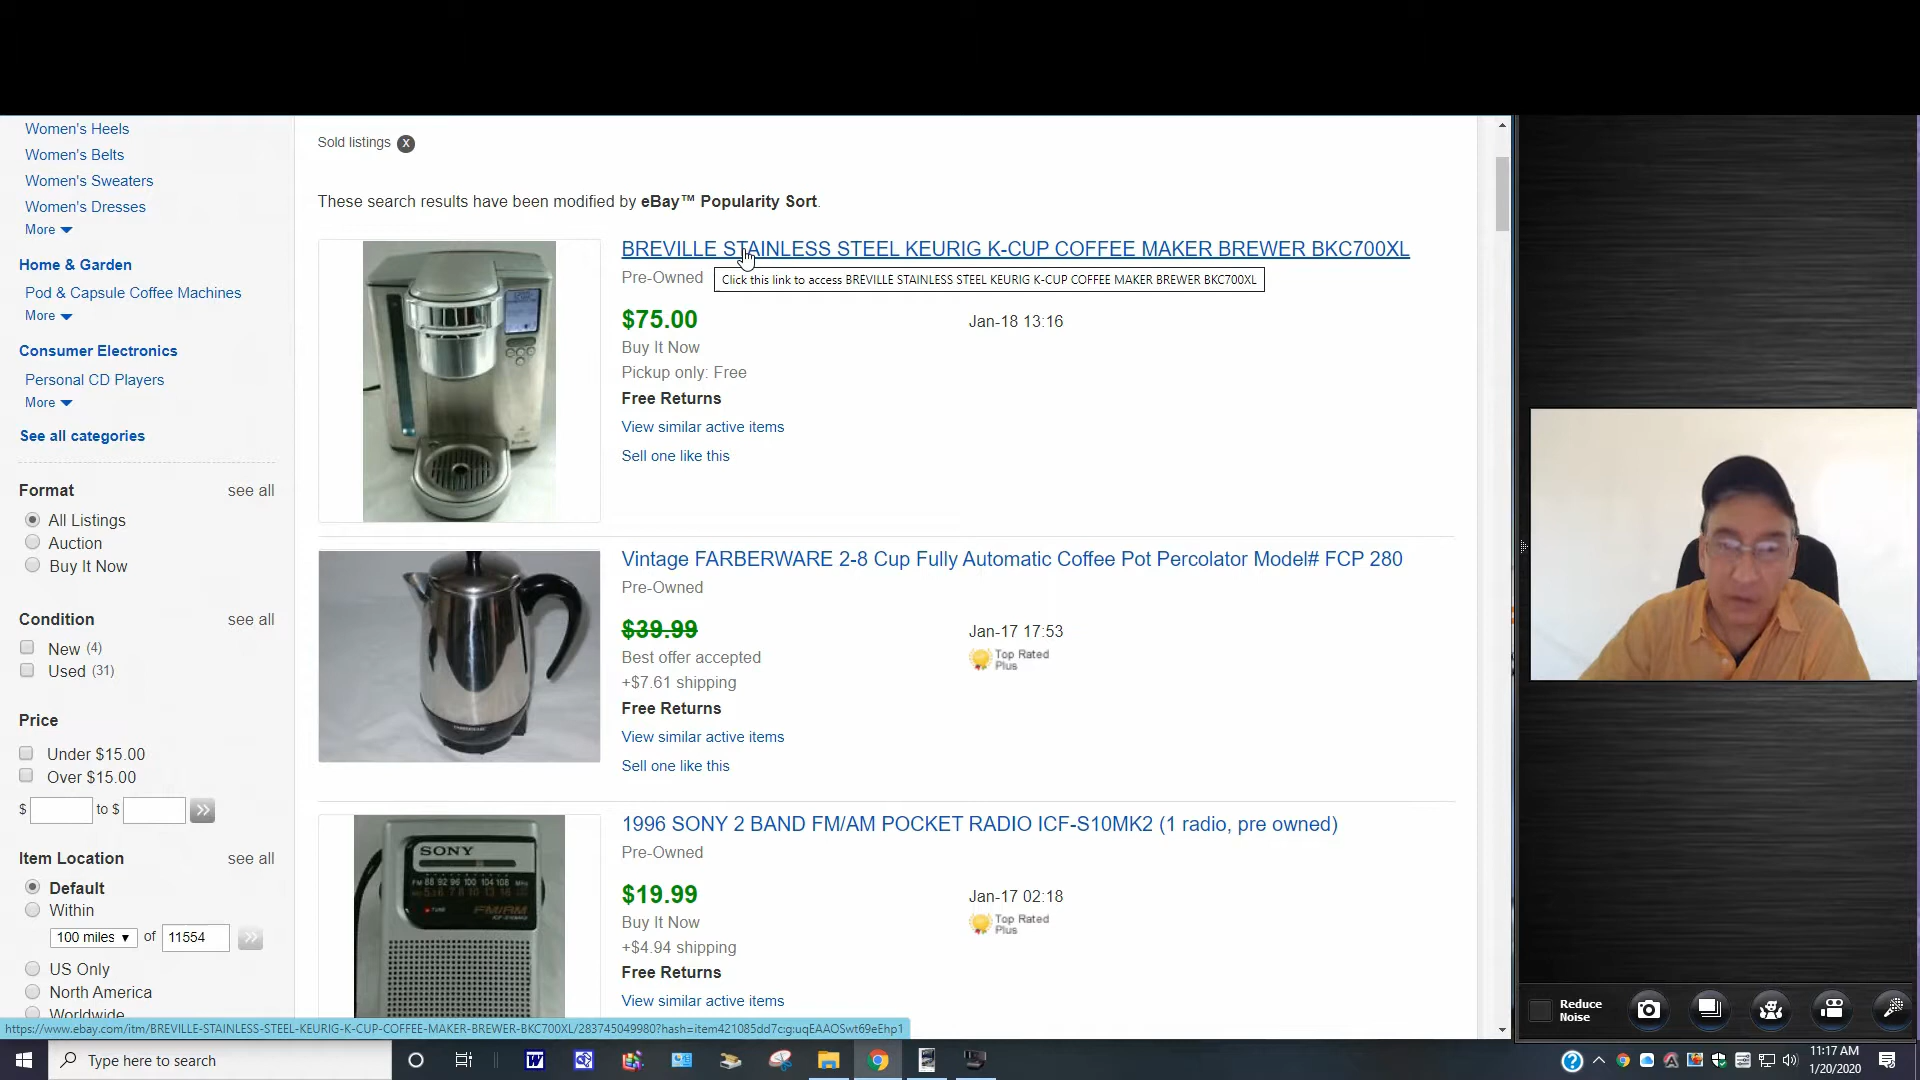 Women's Heels
Women's Belts
Women's Sweaters
Women's Dresses
More
Home & Garden
Pod & Capsule Coffee Machines
More
Consumer Electronics
Personal CD Players
More
See all categories
Format see all
All Listings
Auction
Buy It Now
Condition see all
New (4)
Used (31)
Price
Under $15.00
Over $15.00
$ to $
Item Location see all
Default
Within
100 miles of 11554
US Only
North America
Worldwide
Sold listings X
These search results have been modified by eBay™ Popularity Sort.
BREVILLE STAINLESS STEEL KEURIG K-CUP COFFEE MAKER BREWER BKC700XL
Pre-Owned
Click this link to access BREVILLE STAINLESS STEEL KEURIG K-CUP COFFEE MAKER BREWER BKC700XL
$75.00 Jan-18 13:16
Buy It Now
Pickup only: Free
Free Returns
View similar active items
Sell one like this
Vintage FARBERWARE 2-8 Cup Fully Automatic Coffee Pot Percolator Model# FCP 280
Pre-Owned
$39.99 Jan-17 17:53
Best offer accepted Top Rated
Plus
+$7.61 shipping
Free Returns
View similar active items
Sell one like this
1996 SONY 2 BAND FM/AM POCKET RADIO ICF-S10MK2 (1 radio, pre owned)
Pre-Owned
SONY
FM 88 92 96 100 104 108 MHz
FM/AM
$19.99 Jan-17 02:18
Buy It Now Top Rated
Plus
+$4.94 shipping
Free Returns
View similar active items
https://www.ebay.com/itm/BREVILLE-STAINLESS-STEEL-KEURIG-K-CUP-COFFEE-MAKER-BREWER-BKC700XL/283745049980?hash=item421085dd7c:g:uqEAAOSwt69eEhp1
Reduce
Noise
Type here to search
11:17 AM
1/20/2020